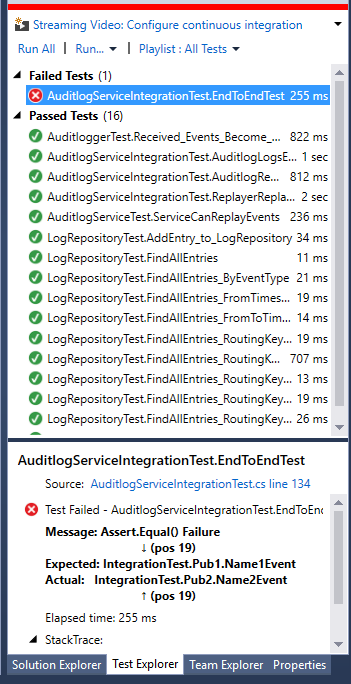 Streaming Video: Configure continuous integration
Run All | Run... | Playlist : All Tests
Failed Tests (1)
AuditlogServiceIntegrationTest.EndToEndTest 255 ms
Passed Tests (16)
AuditloggerTest.Received_Events_Become_... 822 ms
AuditlogServiceIntegrationTest.AuditlogLogsE... 1 sec
AuditlogServiceIntegrationTest.AuditlogRe... 812 ms
AuditlogServiceIntegrationTest.ReplayerRepla... 2 sec
AuditlogServiceTest.ServiceCanReplayEvents 236 ms
LogRepositoryTest.AddEntry_to_LogRepository 34 ms
LogRepositoryTest.FindAllEntries 11 ms
LogRepositoryTest.FindAllEntries_ByEventType 21 ms
LogRepositoryTest.FindAllEntries_FromTimes... 19 ms
LogRepositoryTest.FindAllEntries_FromToTim... 14 ms
LogRepositoryTest.FindAllEntries_RoutingKey... 19 ms
LogRepositoryTest.FindAllEntries_RoutingK... 707 ms
LogRepositoryTest.FindAllEntries_RoutingKey... 13 ms
LogRepositoryTest.FindAllEntries_RoutingKey... 19 ms
LogRepositoryTest.FindAllEntries_RoutingKey... 26 ms
AuditlogServiceIntegrationTest.EndToEndTest
Source: AuditlogServiceIntegrationTest.cs line 134
Test Failed - AuditlogServiceIntegrationTest.EndToEnd
Message: Assert.Equal() Failure
↓ (pos 19)
Expected: IntegrationTest.Pub1.Name1Event
Actual: IntegrationTest.Pub2.Name2Event
↑ (pos 19)
Elapsed time: 255 ms
StackTrace:
Solution Explorer Test Explorer Team Explorer Properties